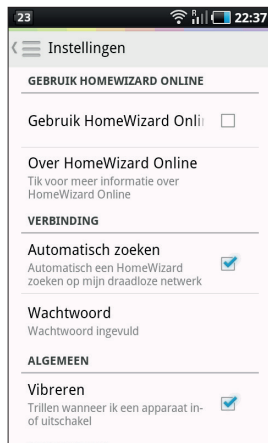 23
R
22:37
Instellingen
GEBRUIK HOMEWIZARD ONLINE
Gebruik HomeWizard Onli
Over HomeWizard Online
Tik voor meer informatie over
HomeWizard Online
VERBINDING
Automatisch zoeken
Automatisch een HomeWizard
zoeken op mijn draadloze netwerk
Wachtwoord
Wachtwoord ingevuld
ALGEMEEN
Vibreren
Trillen wanneer ik een apparaat in-
of uitschakel